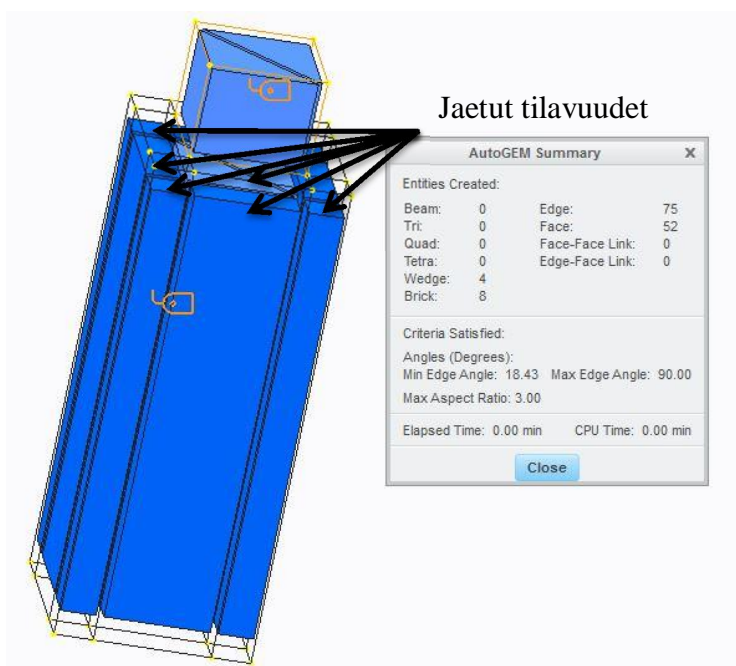 Jaetut tilavuudet
AutoGEM Summary X
Entities Created:
Beam: 0 Edge: 75
Tri: 0 Face: 52
Quad: 0 Face-Face Link: 0
Tetra: 0 Edge-Face Link: 0
Wedge: 4
Brick: 8
Criteria Satisfied:
Angles (Degrees):
Min Edge Angle: 18.43 Max Edge Angle: 90.00
Max Aspect Ratio: 3.00
Elapsed Time: 0.00 min CPU Time: 0.00 min
Close